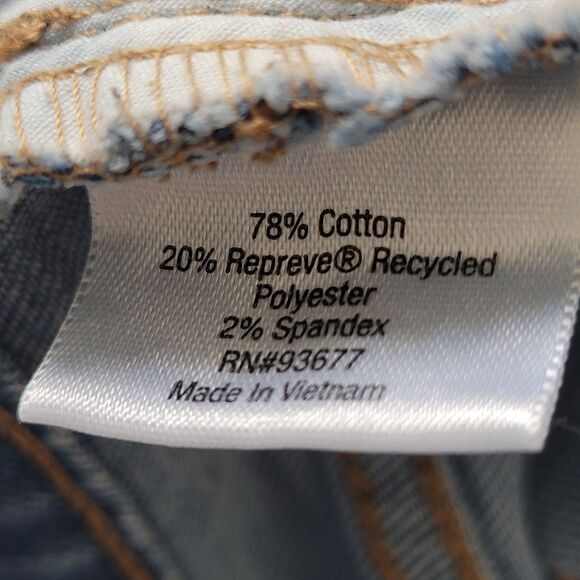 78% Cotton
20% Repreve® Recycled
Polyester
2% Spandex
RN#93677
Made In Vietnam